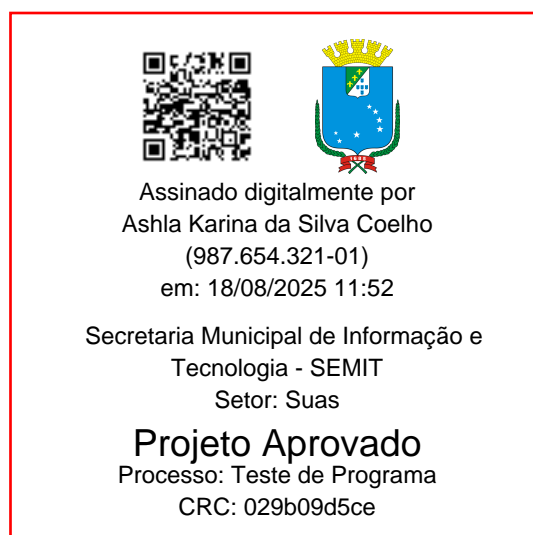 Assinado digitalmente por
Ashla Karina da Silva Coelho
(987.654.321-01)
em: 18/08/2025 11:52
Secretaria Municipal de Informação e
Tecnologia - SEMIT
Setor: Suas
Projeto Aprovado
Processo: Teste de Programa
CRC: 029b09d5ce